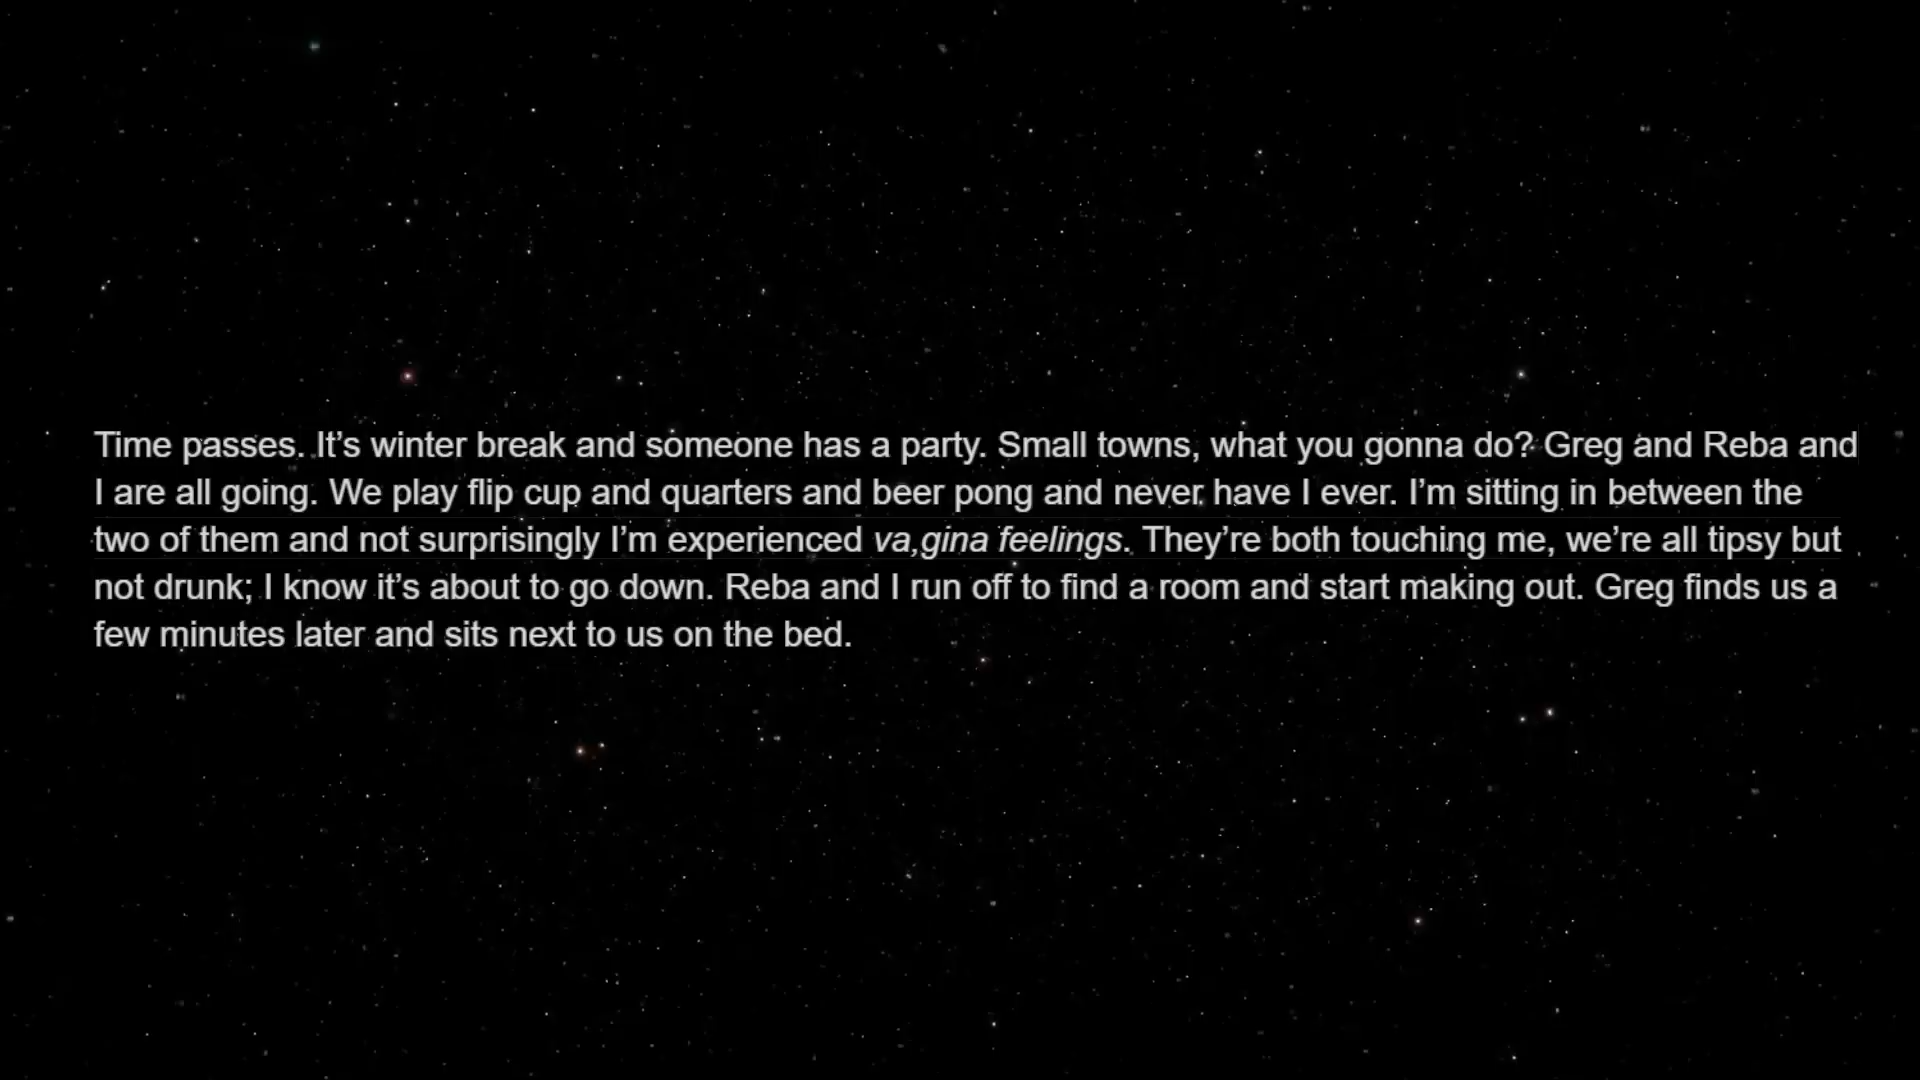 Time passes. It’s winter break and someone has a party. Small towns, what you gonna do? Greg and Reba and
I are all going. We play flip cup and quarters and beer pong and never have I ever. I’m sitting in between the
two of them and not surprisingly I’m experienced va,gina feelings. They’re both touching me, we’re all tipsy but
not drunk; I know it’s about to go down. Reba and I run off to find a room and start making out. Greg finds us a
few minutes later and sits next to us on the bed.